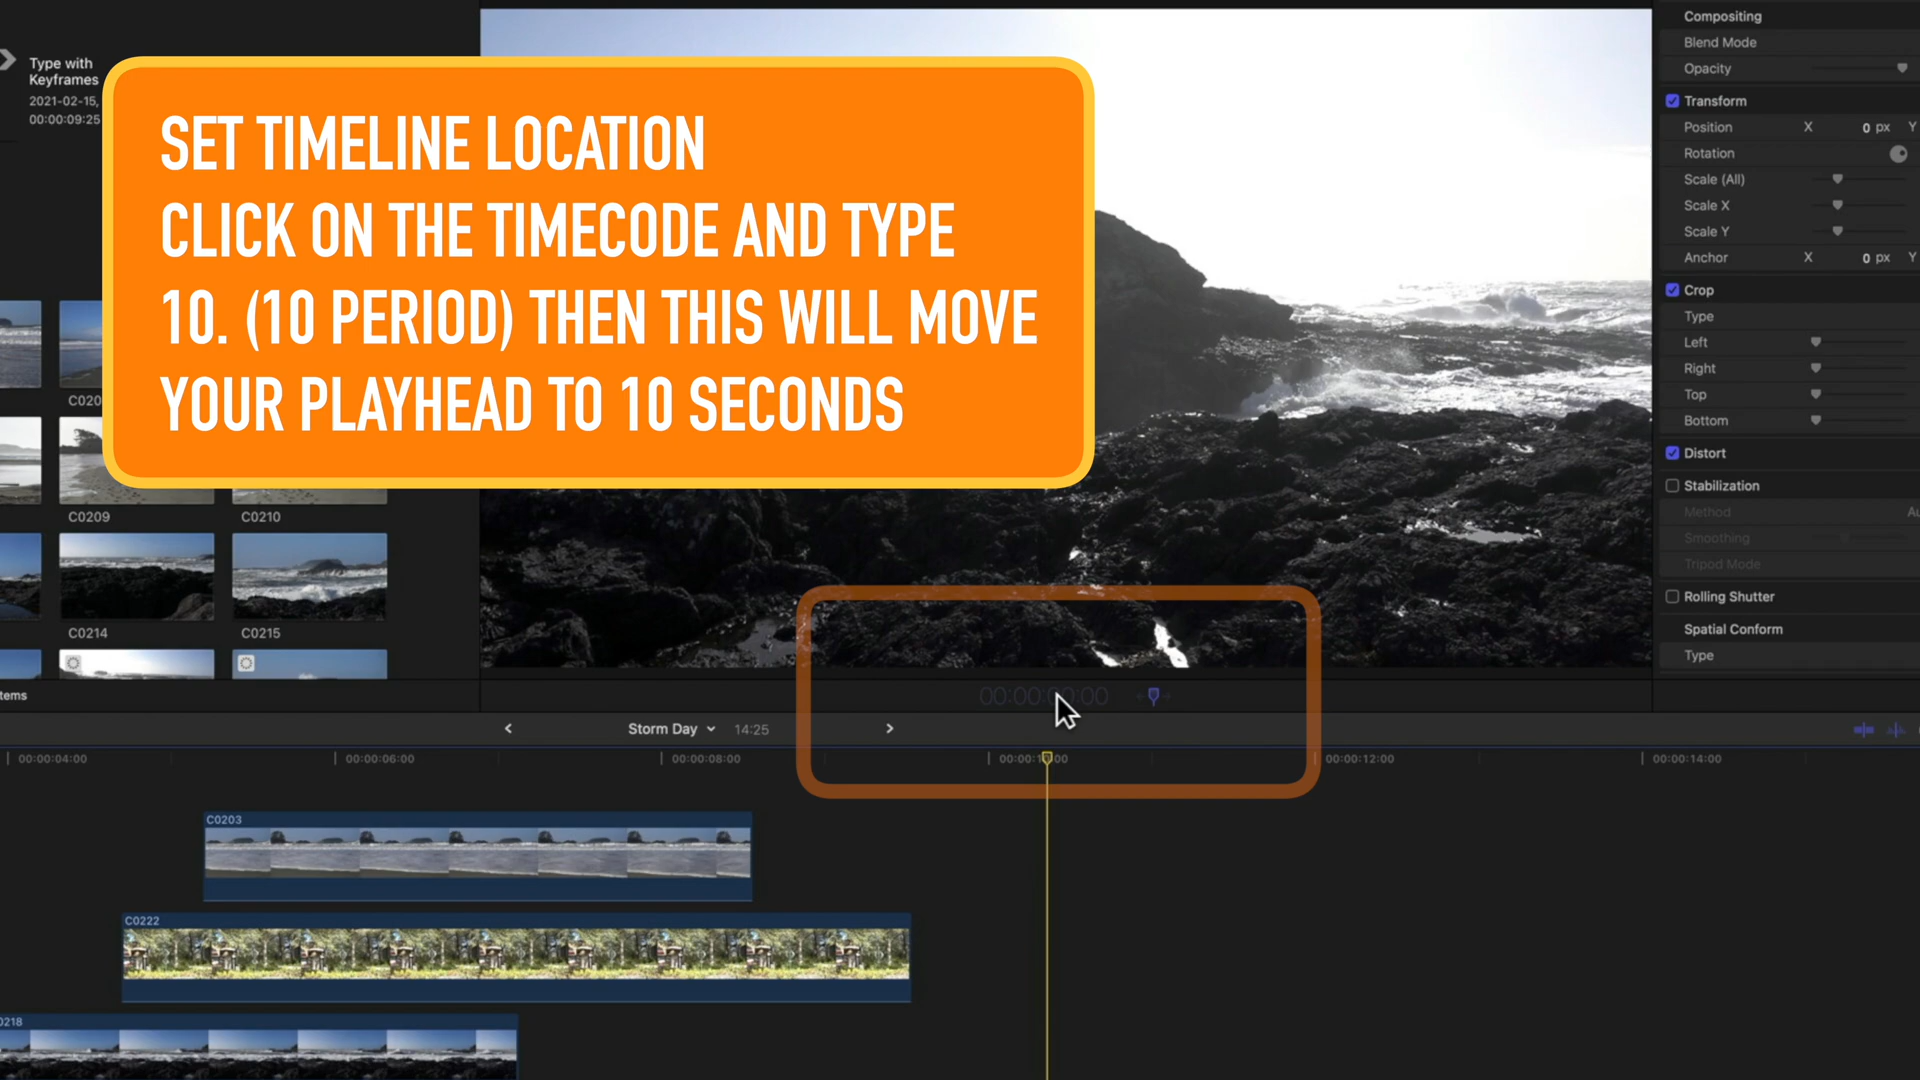 Type with
Keyframes
2021-02-15,
00:00:09:25
SET TIMELINE LOCATION
CLICK ON THE TIMECODE AND TYPE
10. (10 PERIOD) THEN THIS WILL MOVE
YOUR PLAYHEAD TO 10 SECONDS
C0209
C0210
C0214
C0215
Compositing
Blend Mode
Opacity
Transform
Position X 0 px Y
Rotation
Scale (All)
Scale X
Scale Y
Anchor X 0 px Y
Crop
Type
Left
Right
Top
Bottom
Distort
Stabilization
Method
Smoothing
Tripod Mode
Rolling Shutter
Spatial Conform
Type
Storm Day 14:25
00:00:04:00
00:00:06:00
00:00:08:00
00:00:12:00
00:00:14:00
C0203
C0222